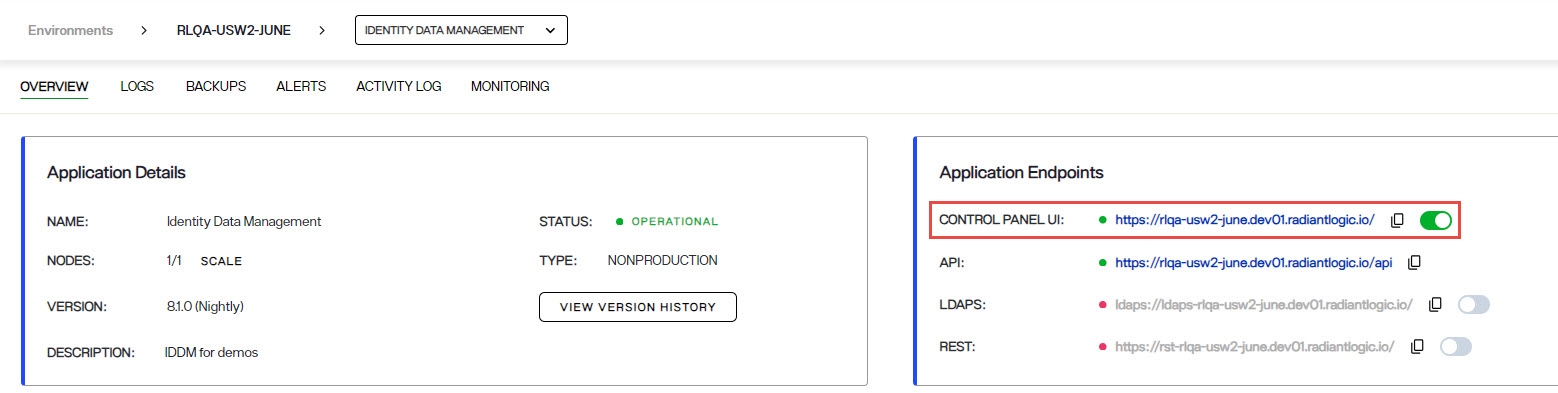 Environments > RLQA-USW2-JUNE > IDENTITY DATA MANAGEMENT
OVERVIEW LOGS BACKUPS ALERTS ACTIVITY LOG MONITORING
Application Details
NAME: Identity Data Management STATUS: OPERATIONAL
NODES: 1/1 SCALE TYPE: NONPRODUCTION
VERSION: 8.1.0 (Nightly) VIEW VERSION HISTORY
DESCRIPTION: IDDM for demos
Application Endpoints
CONTROL PANEL UI: https://rlqa-usw2-june.dev01.radiantlogic.io/
API: https://rlqa-usw2-june.dev01.radiantlogic.io/api
LDAPS: ldaps://ldaps-rlqa-usw2-june.dev01.radiantlogic.io/
REST: https://rst-rlqa-usw2-june.dev01.radiantlogic.io/